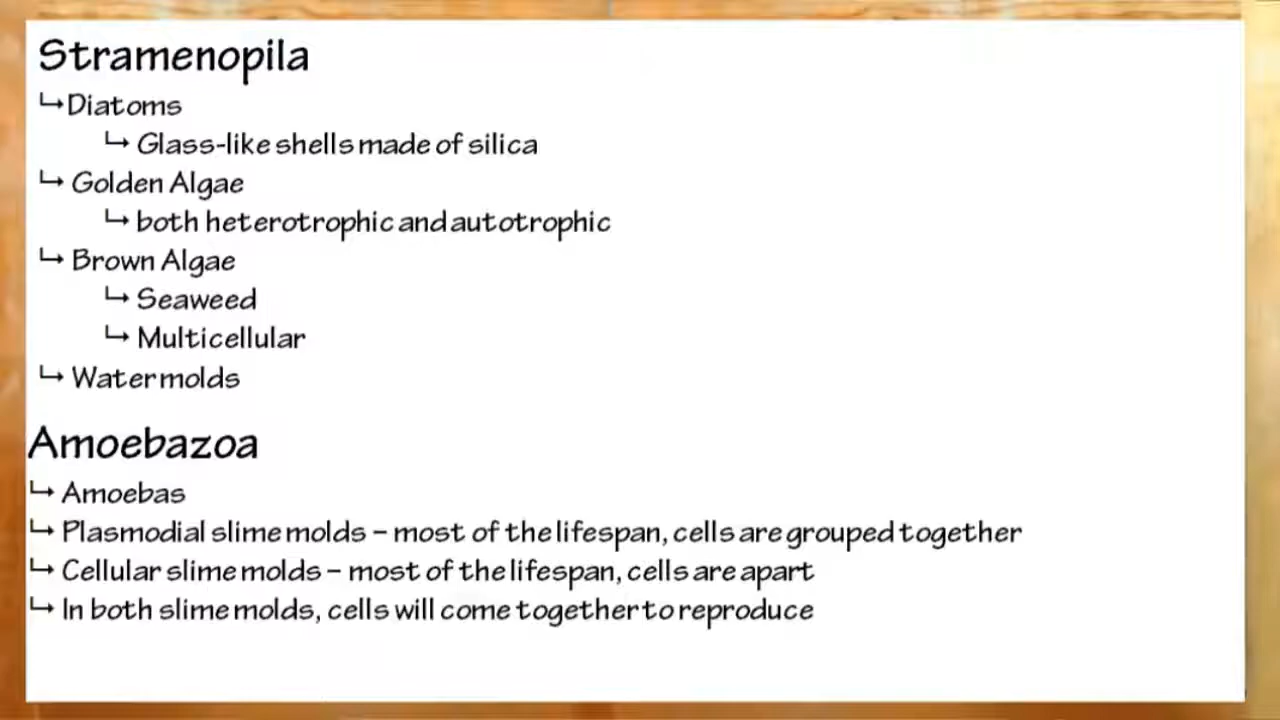 Stramenopila
↳Diatoms
↳ Glass-like shells made of silica
↳ Golden Algae
↳ both heterotrophic and autotrophic
↳ Brown Algae
↳ Seaweed
↳ Multicellular
↳ Water molds
Amoebazoa
↳ Amoebas
↳ Plasmodial slime molds – most of the lifespan, cells are grouped together
↳ Cellular slime molds – most of the lifespan, cells are apart
↳ In both slime molds, cells will come together to reproduce